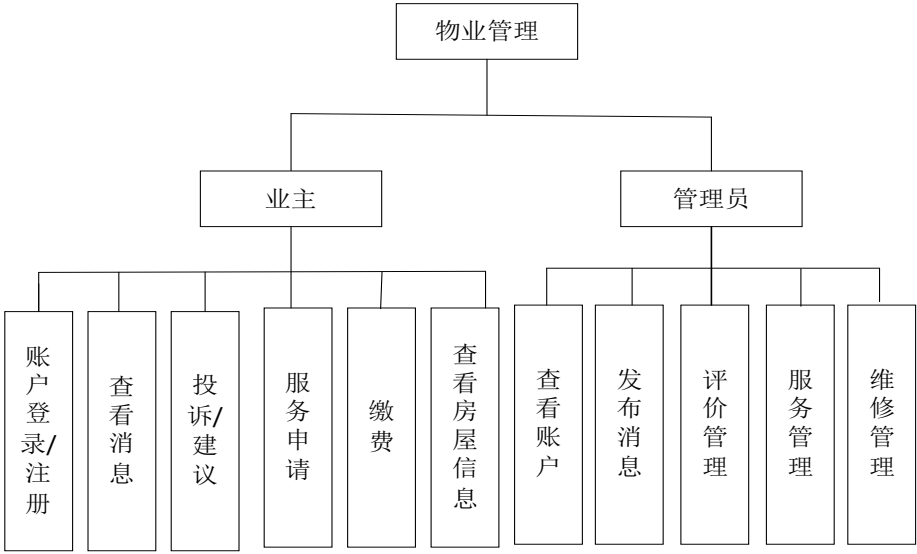 物业管理
业主
管理员
账户登录/注册
查看消息
投诉/建议
服务申请
缴费
查看房屋信息
查看账户
发布消息
评价管理
服务管理
维修管理